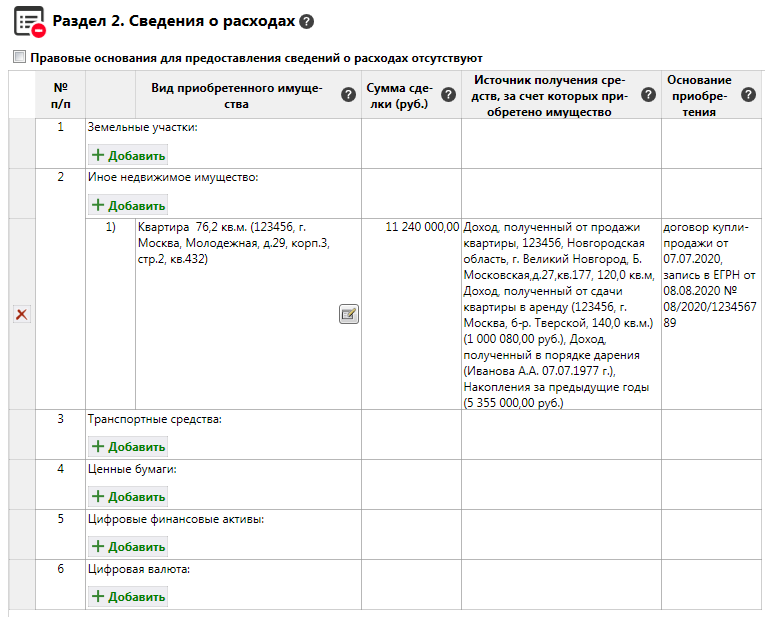 Раздел 2. Сведения о расходах ?
Правовые основания для предоставления сведений о расходах отсутствуют
№
п/п
Вид приобретенного имуще-
ства
?
Сумма сде-
лки (руб.)
?
Источник получения сре-
дств, за счет которых при-
обретено имущество
?
Основание
приобре-
тения
?
1
Земельные участки:
+ Добавить
2
Иное недвижимое имущество:
+ Добавить
1)
Квартира 76,2 кв.м. (123456, г.
Москва, Молодежная, д.29, корп.3,
стр.2, кв.432)
11 240 000,00
Доход, полученный от продажи
квартиры, 123456, Новгородская
область, г. Великий Новгород, Б.
Московская,д.27,кв.177, 120,0 кв.м,
Доход, полученный от сдачи
квартиры в аренду (123456, г.
Москва, б-р. Тверской, 140,0 кв.м.)
(1 000 080,00 руб.), Доход,
полученный в порядке дарения
(Иванова А.А. 07.07.1977 г.),
Накопления за предыдущие годы
(5 355 000,00 руб.)
договор купли-
продажи от
07.07.2020,
запись в ЕГРН от
08.08.2020 №
08/2020/1234567
89
3
Транспортные средства:
+ Добавить
4
Ценные бумаги:
+ Добавить
5
Цифровые финансовые активы:
+ Добавить
6
Цифровая валюта:
+ Добавить